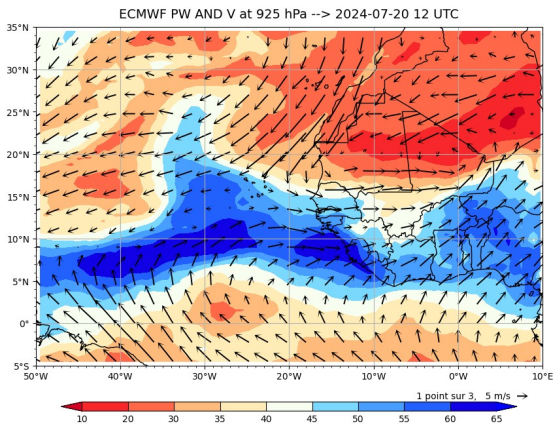 ECMWF PW AND V at 925 hPa --> 2024-07-20 12 UTC
35°N
30°N
25°N
20°N
15°N
10°N
5°N
0°
5°S
50°W 40°W 30°W 20°W 10°W 0°W 10°E
1 point sur 3, 5 m/s
10 20 30 35 40 45 50 55 60 65